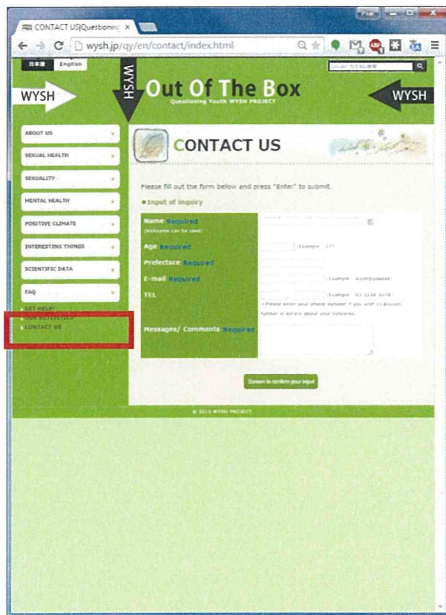 CONTACT US|Questioning
wysh.jp/qy/en/contact/index.html
日本語 English
WYSH
WYSH
Out Of The Box
Questioning Youth WYSH PROJECT
WYSH
ABOUT US
SEXUAL HEALTH
SEXUALITY
MENTAL HEALTH
POSITIVE CLIMATE
INTERESTING THINGS
SCIENTIFIC DATA
FAQ
GET HELP!
CONTACT US
CONTACT US
Please fill out the form below and press "Enter" to submit.
Input of inquiry
Name Required
(Nickname can be used)
Age Required
Prefecture Required
E-mail Required
TEL
Messages/ Comments Required
Screen to confirm your input
© 2015 WYSH PROJECT